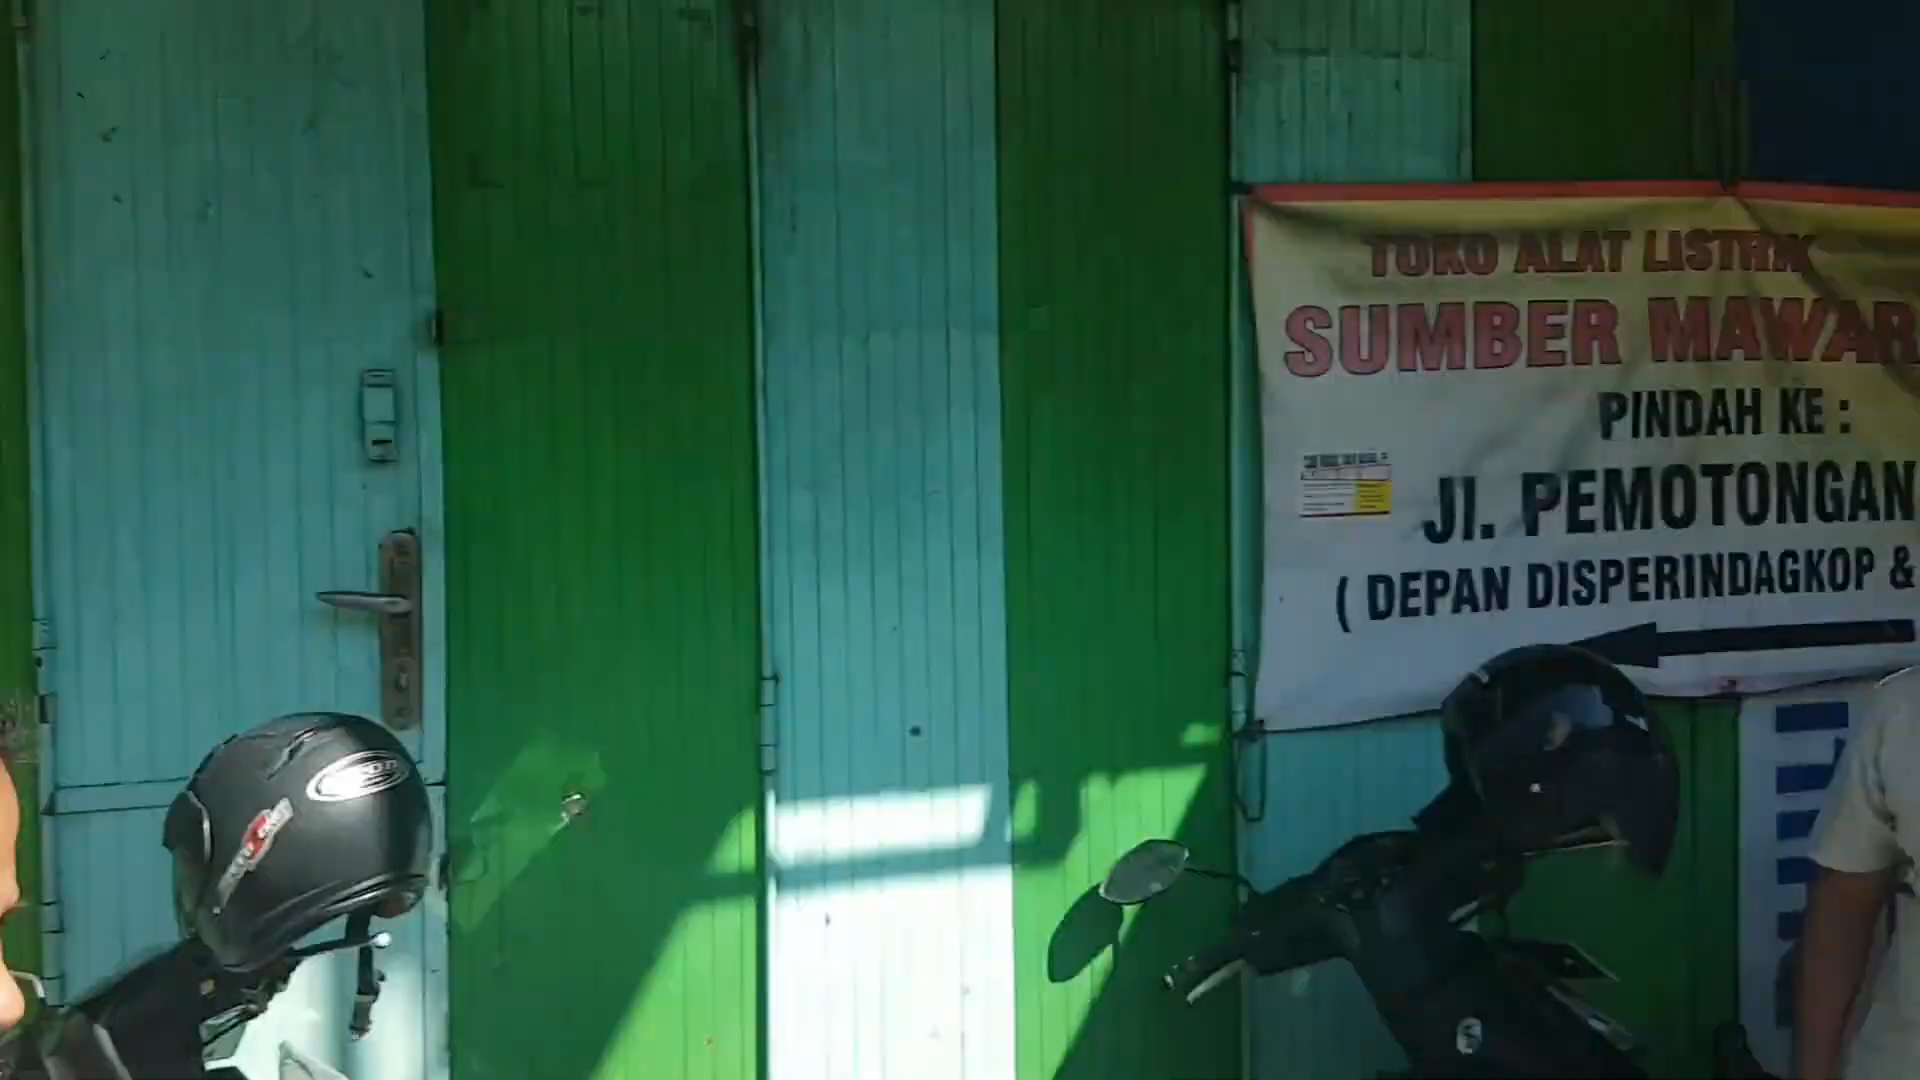 TOKO ALAT LISTRIK
SUMBER MAWAR
PINDAH KE :
Jl. PEMOTONGAN
( DEPAN DISPERINDAGKOP &